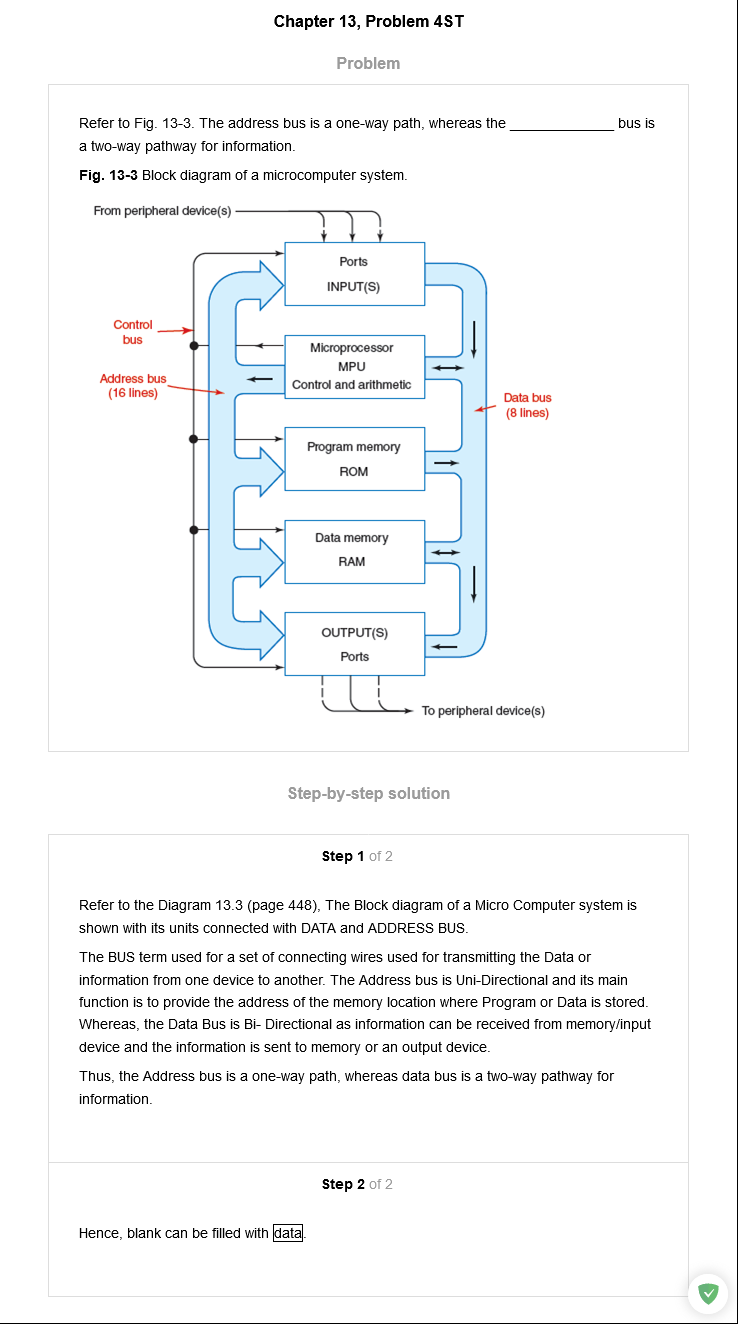 Chapter 13, Problem 4ST
Problem
Refer to Fig. 13-3. The address bus is a one-way path, whereas the ______________ bus is
a two-way pathway for information.
Fig. 13-3 Block diagram of a microcomputer system.
From peripheral device(s)
Ports
INPUT(S)
Control
bus
Microprocessor
MPU
Control and arithmetic
Address bus
(16 lines)
Data bus
(8 lines)
Program memory
ROM
Data memory
RAM
OUTPUT(S)
Ports
To peripheral device(s)
Step-by-step solution
Step 1 of 2
Refer to the Diagram 13.3 (page 448), The Block diagram of a Micro Computer system is
shown with its units connected with DATA and ADDRESS BUS.
The BUS term used for a set of connecting wires used for transmitting the Data or
information from one device to another. The Address bus is Uni-Directional and its main
function is to provide the address of the memory location where Program or Data is stored.
Whereas, the Data Bus is Bi- Directional as information can be received from memory/input
device and the information is sent to memory or an output device.
Thus, the Address bus is a one-way path, whereas data bus is a two-way pathway for
information.
Step 2 of 2
Hence, blank can be filled with data.